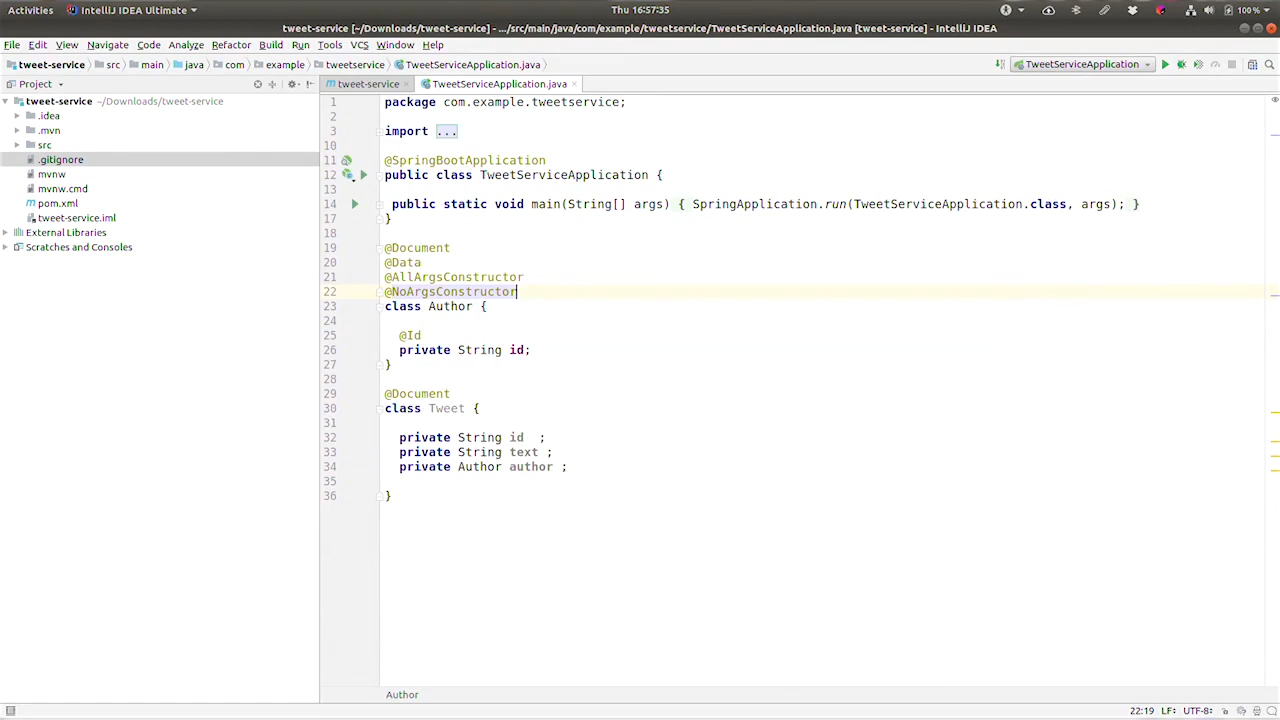 Activities IntelliJ IDEA Ultimate Thu 16:57:35 100%
tweet-service [~/Downloads/tweet-service] - .../src/main/java/com/example/tweetservice/TweetServiceApplication.java [tweet-service] - IntelliJ IDEA
File Edit View Navigate Code Analyze Refactor Build Run Tools VCS Window Help
tweet-service src main java com example tweetservice TweetServiceApplication.java TweetServiceApplication
Project tweet-service TweetServiceApplication.java
tweet-service ~/Downloads/tweet-service
.idea
.mvn
src
.gitignore
mvnw
mvnw.cmd
pom.xml
tweet-service.iml
External Libraries
Scratches and Consoles
1 package com.example.tweetservice;
2
3 import ...
10
11 @SpringBootApplication
12 public class TweetServiceApplication {
13
14 public static void main(String[] args) { SpringApplication.run(TweetServiceApplication.class, args); }
17 }
18
19 @Document
20 @Data
21 @AllArgsConstructor
22 @NoArgsConstructor
23 class Author {
24
25 @Id
26 private String id;
27 }
28
29 @Document
30 class Tweet {
31
32 private String id ;
33 private String text ;
34 private Author author ;
35
36 }
Author
22:19 LF: UTF-8: